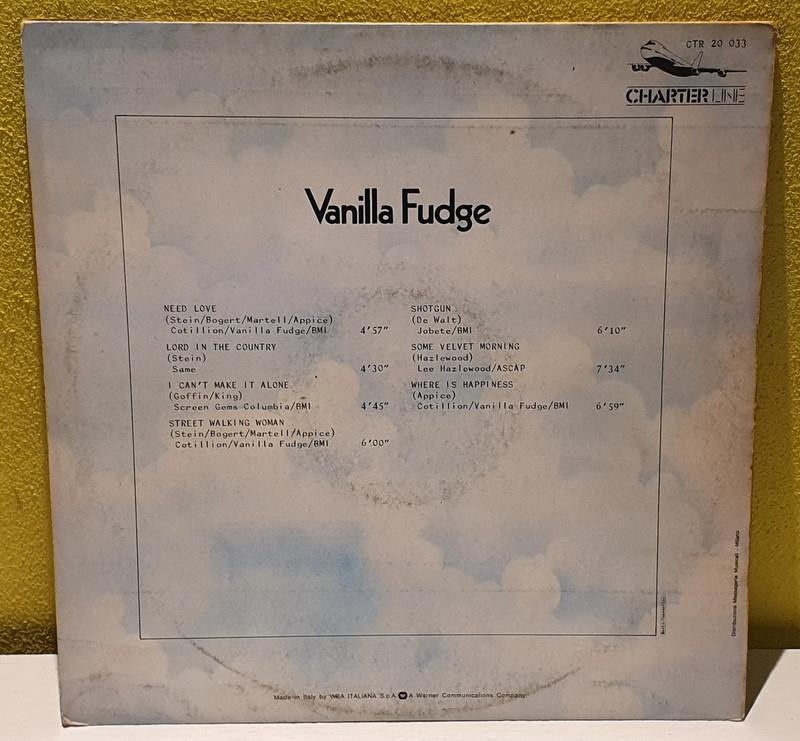 CTR 20 033
CHARTER LINE
Vanilla Fudge
NEED LOVE
(Stein/Bogert/Martell/Appice)
Cotillion/Vanilla Fudge/BMI 4'57"
LORD IN THE COUNTRY
(Stein)
Same 4'30"
I CAN'T MAKE IT ALONE
(Goffin/King)
Screen Gems Columbia/BMI 4'45"
STREET WALKING WOMAN
(Stein/Bogert/Martell/Appice)
Cotillion/Vanilla Fudge/BMI 6'00"
SHOTGUN
(De Walt)
Jobete/BMI 6'10"
SOME VELVET MORNING
(Hazlewood)
Lee Hazlewood/ASCAP 7'34"
WHERE IS HAPPINESS
(Appice)
Cotillion/Vanilla Fudge/BMI 6'59"
Distribuzione Messaggerie Musicali - Milano
Made in Italy by WEA ITALIANA S.p.A. A Warner Communications Company